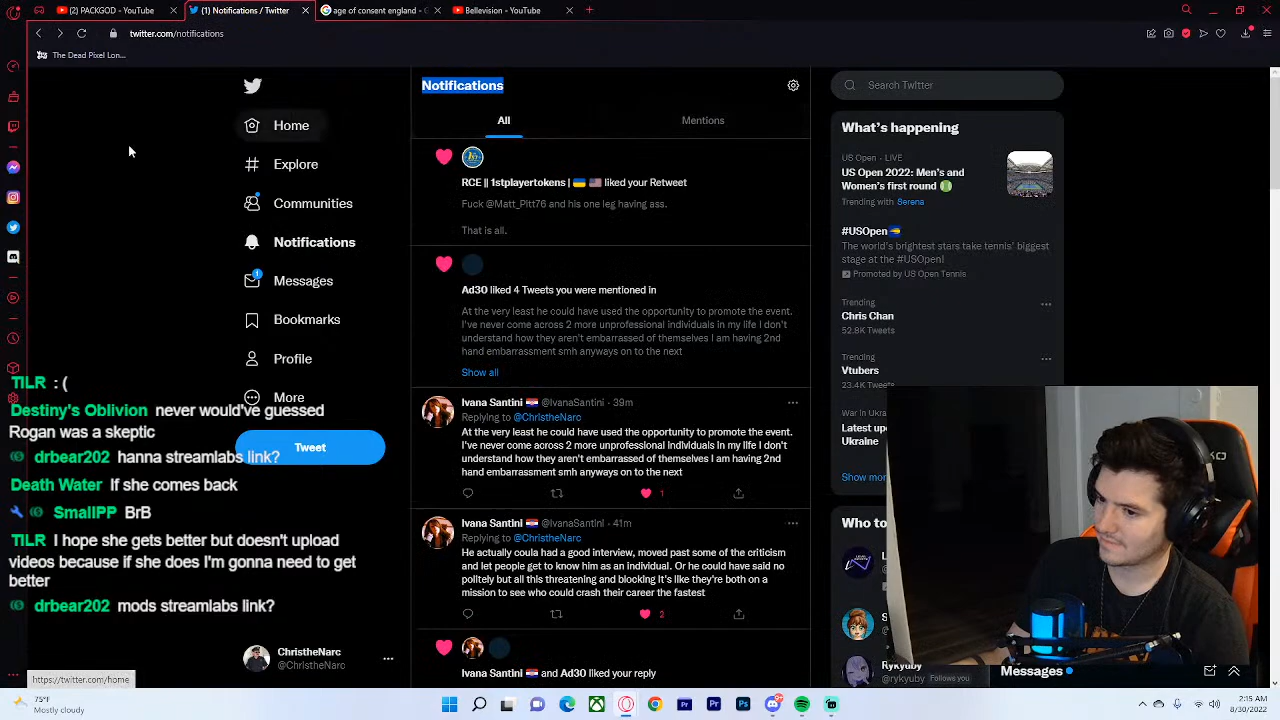 (2) PACKGOD - YouTube
(1) Notifications / Twitter
age of consent england - G
Bellevision - YouTube
twitter.com/notifications
The Dead Pixel Lon...
Home
Explore
Communities
Notifications
Messages
Bookmarks
Profile
More
Tweet
ChristheNarc
@ChristheNarc
Notifications
All
Mentions
RCE || 1stplayertokens | 🇺🇦 🇺🇸 liked your Retweet
Fuck @Matt_Pitt76 and his one leg having ass.
That is all.
Ad30 liked 4 Tweets you were mentioned in
At the very least he could have used the opportunity to promote the event.
I've never come across 2 more unprofessional individuals in my life I don't
understand how they aren't embarrassed of themselves I am having 2nd
hand embarrassment smh anyways on to the next
Show all
Ivana Santini 🇭🇷 @IvanaSantini · 39m
Replying to @ChristheNarc
At the very least he could have used the opportunity to promote the event.
I've never come across 2 more unprofessional individuals in my life I don't
understand how they aren't embarrassed of themselves I am having 2nd
hand embarrassment smh anyways on to the next
1
Ivana Santini 🇭🇷 @IvanaSantini · 41m
Replying to @ChristheNarc
He actually coula had a good interview, moved past some of the criticism
and let people get to know him as an individual. Or he could have said no
politely but all this threatening and blocking It's like they're both on a
mission to see who could crash their career the fastest
2
Ivana Santini 🇭🇷 and Ad30 liked your reply
Search Twitter
What's happening
US Open · LIVE
US Open 2022: Men's and
Women's first round
Trending with Serena
#USOpen
The world's brightest stars take tennis' biggest
stage at the #USOpen!
Promoted by US Open Tennis
Trending
Chris Chan
52.8K Tweets
Trending
Vtubers
23.4K Tweets
War in Ukra
Latest up
Ukraine
Show more
Who to
Rykyuby
@rykyuby Follows you
Messages
TILR : (
Destiny's Oblivion never would've guessed
Rogan was a skeptic
drbear202 hanna streamlabs link?
Death Water If she comes back
SmallPP BrB
TILR I hope she gets better but doesn't upload
videos because if she does I'm gonna need to get
better
drbear202 mods streamlabs link?
https://twitter.com/home
75°F
Mostly cloudy
2:15 AM
8/30/2022